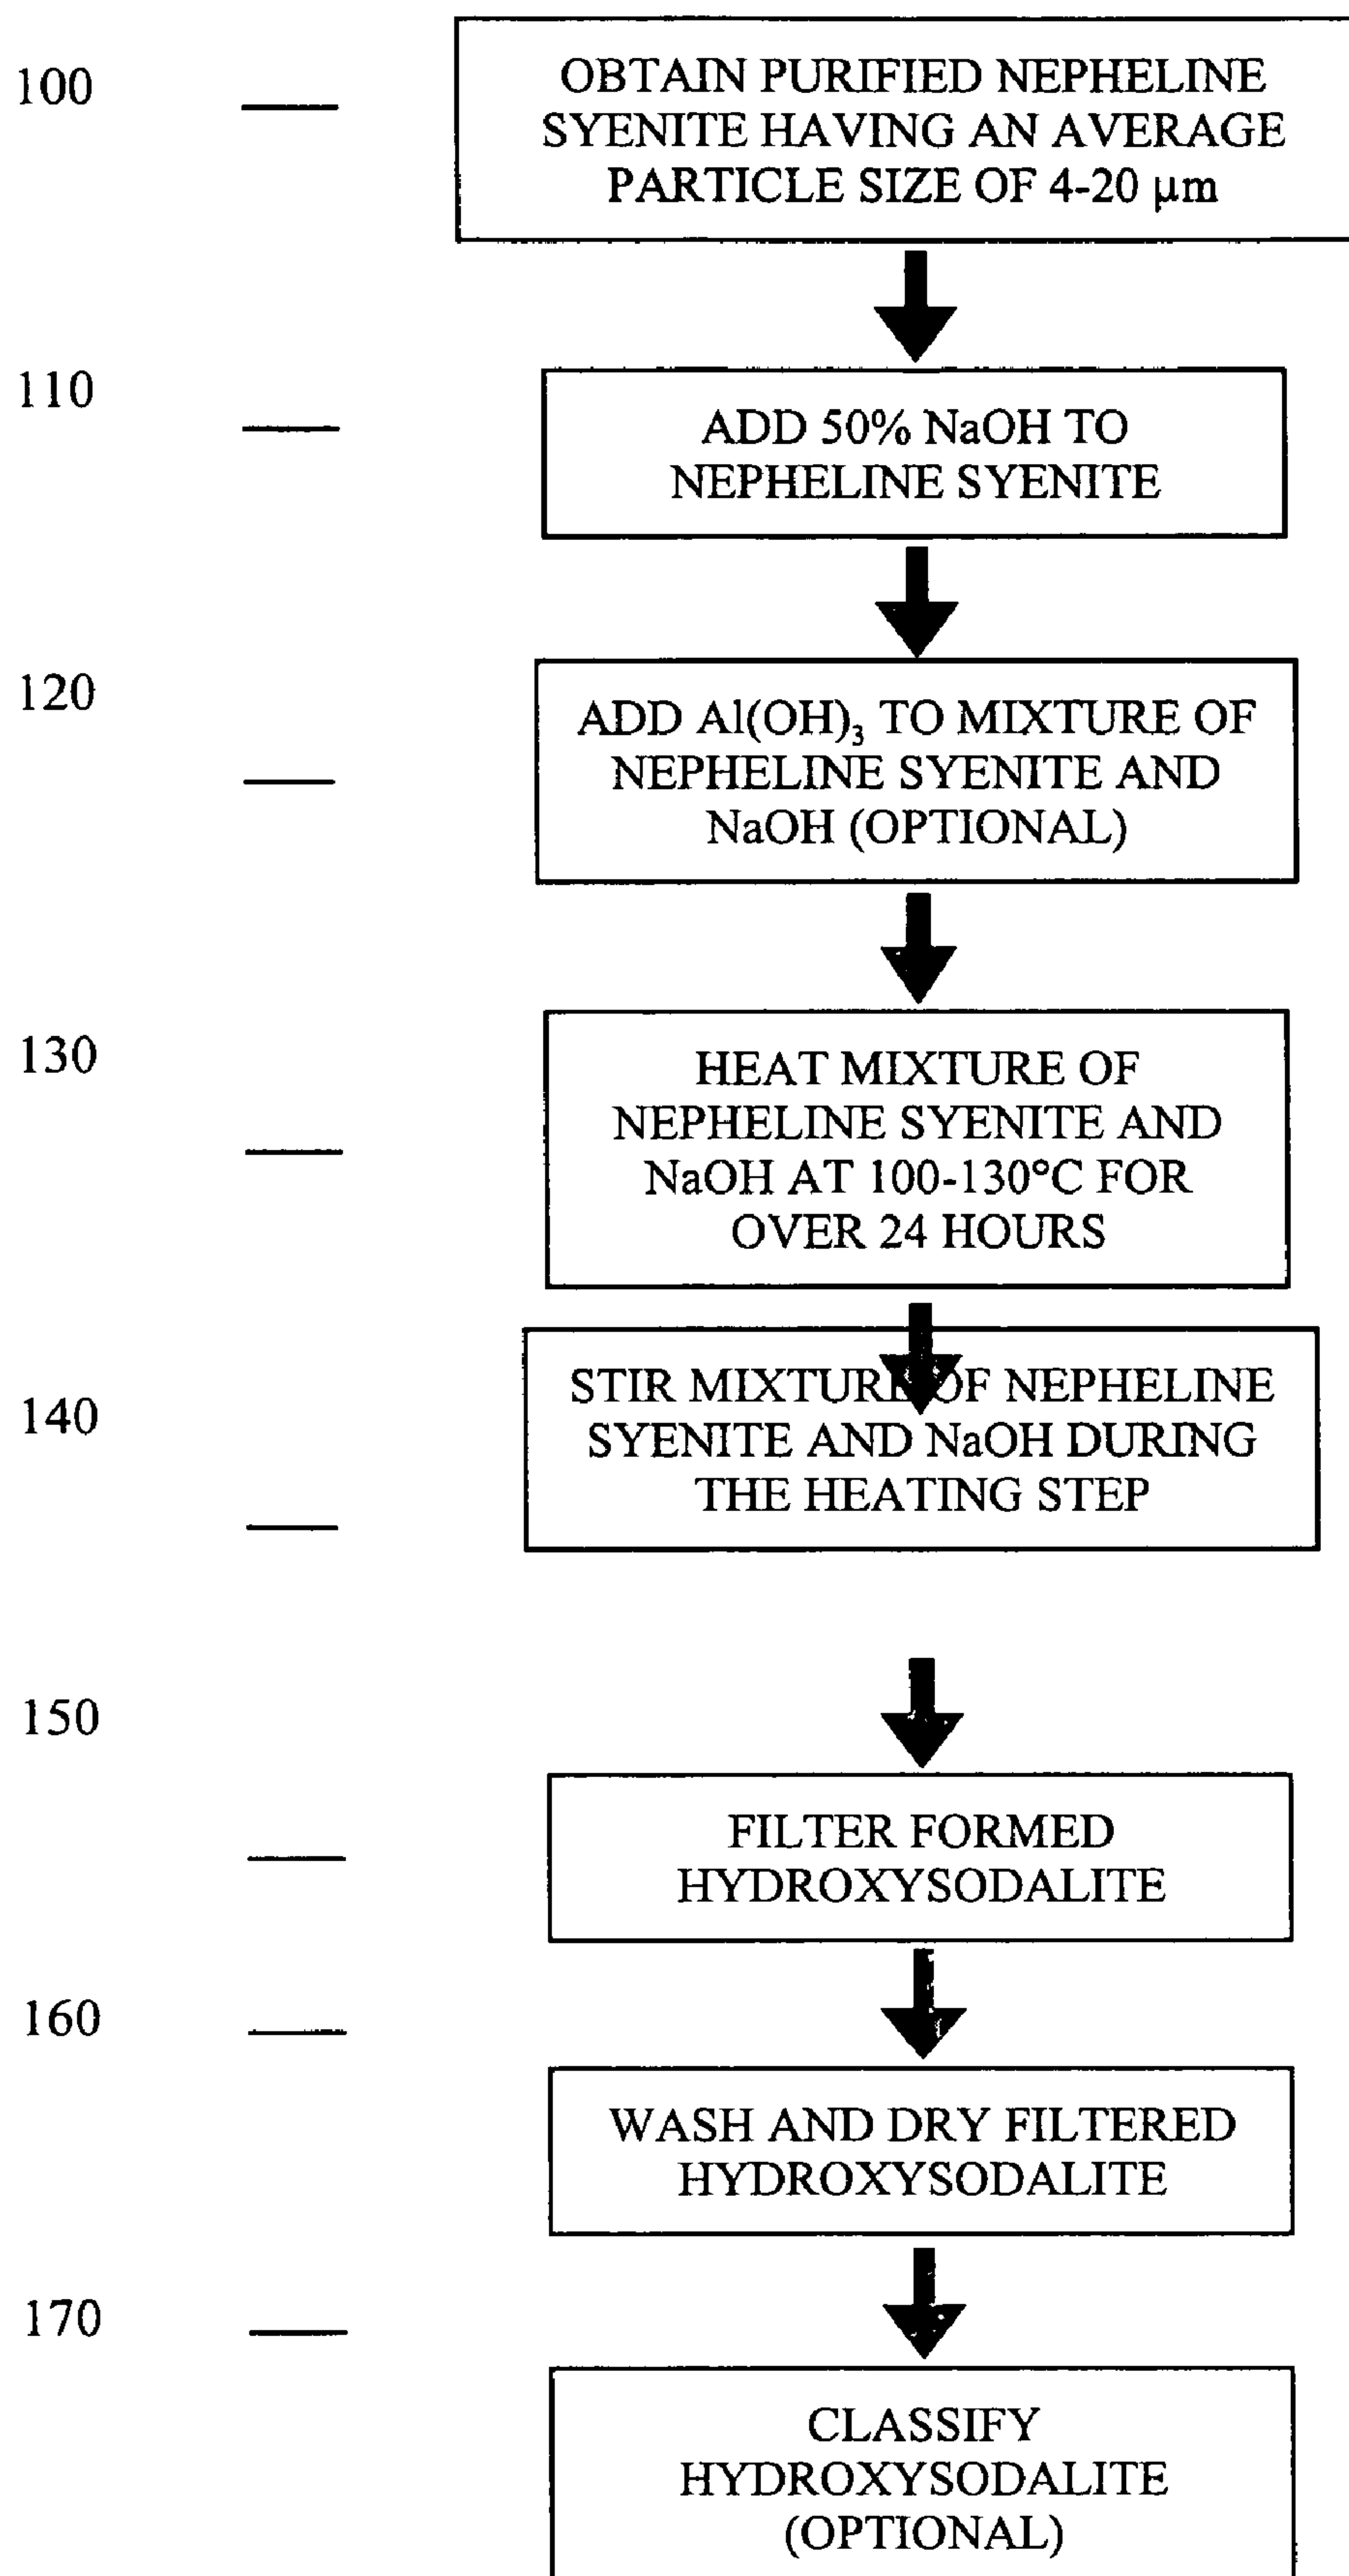 100
OBTAIN PURIFIED NEPHELINE
SYENITE HAVING AN AVERAGE
PARTICLE SIZE OF 4-20 µm
110
ADD 50% NaOH TO
NEPHELINE SYENITE
120
ADD Al(OH)₃ TO MIXTURE OF
NEPHELINE SYENITE AND
NaOH (OPTIONAL)
130
HEAT MIXTURE OF
NEPHELINE SYENITE AND
NaOH AT 100-130°C FOR
OVER 24 HOURS
140
STIR MIXTURE OF NEPHELINE
SYENITE AND NaOH DURING
THE HEATING STEP
150
FILTER FORMED
HYDROXYSODALITE
160
WASH AND DRY FILTERED
HYDROXYSODALITE
170
CLASSIFY
HYDROXYSODALITE
(OPTIONAL)